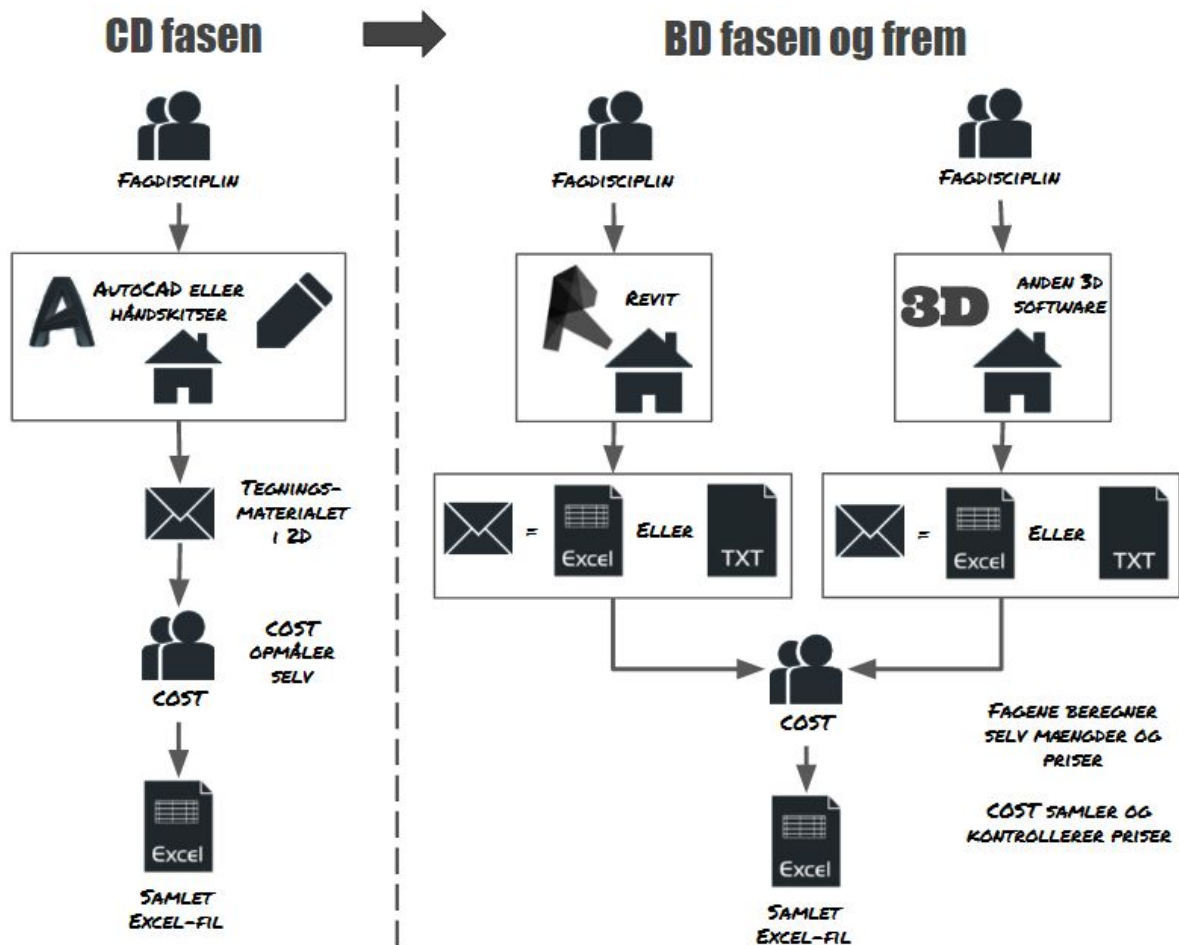 CD fasen
BD fasen og frem
Fagdisciplin
AutoCAD eller
håndskitser
Tegnings-
materialet
i 2D
COST
opmåler
selv
COST
Excel
Samlet
Excel-fil
Fagdisciplin
Revit
= Excel Eller TXT
Fagdisciplin
3D
anden 3d
software
= Excel Eller TXT
COST
Fagene beregner
selv maengder og
priser
COST samler og
kontrollerer priser
Excel
Samlet
Excel-fil